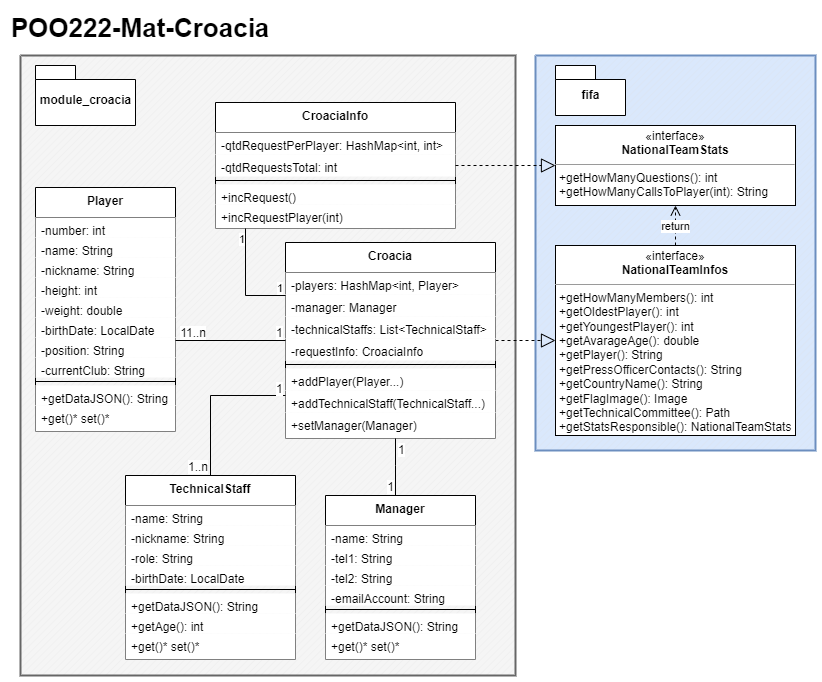 POO222-Mat-Croacia
module_croacia
CroaciaInfo
-qtdRequestPerPlayer: HashMap<int, int>
-qtdRequestsTotal: int
+incRequest()
+incRequestPlayer(int)
fifa
«interface»
NationalTeamStats
+getHowManyQuestions(): int
+getHowManyCallsToPlayer(int): String
return
Player
-number: int
-name: String
-nickname: String
-height: int
-weight: double
-birthDate: LocalDate
-position: String
-currentClub: String
+getDataJSON(): String
+get()* set()*
1
1
11..n
1
Croacia
-players: HashMap<int, Player>
-manager: Manager
-technicalStaffs: List<TechnicalStaff>
-requestInfo: CroaciaInfo
+addPlayer(Player...)
+addTechnicalStaff(TechnicalStaff...)
+setManager(Manager)
«interface»
NationalTeamInfos
+getHowManyMembers(): int
+getOldestPlayer(): int
+getYoungestPlayer(): int
+getAvarageAge(): double
+getPlayer(): String
+getPressOfficerContacts(): String
+getCountryName(): String
+getFlagImage(): Image
+getTechnicalCommittee(): Path
+getStatsResponsible(): NationalTeamStats
1
1..n
1
1
TechnicalStaff
-name: String
-nickname: String
-role: String
-birthDate: LocalDate
+getDataJSON(): String
+getAge(): int
+get()* set()*
Manager
-name: String
-tel1: String
-tel2: String
-emailAccount: String
+getDataJSON(): String
+get()* set()*